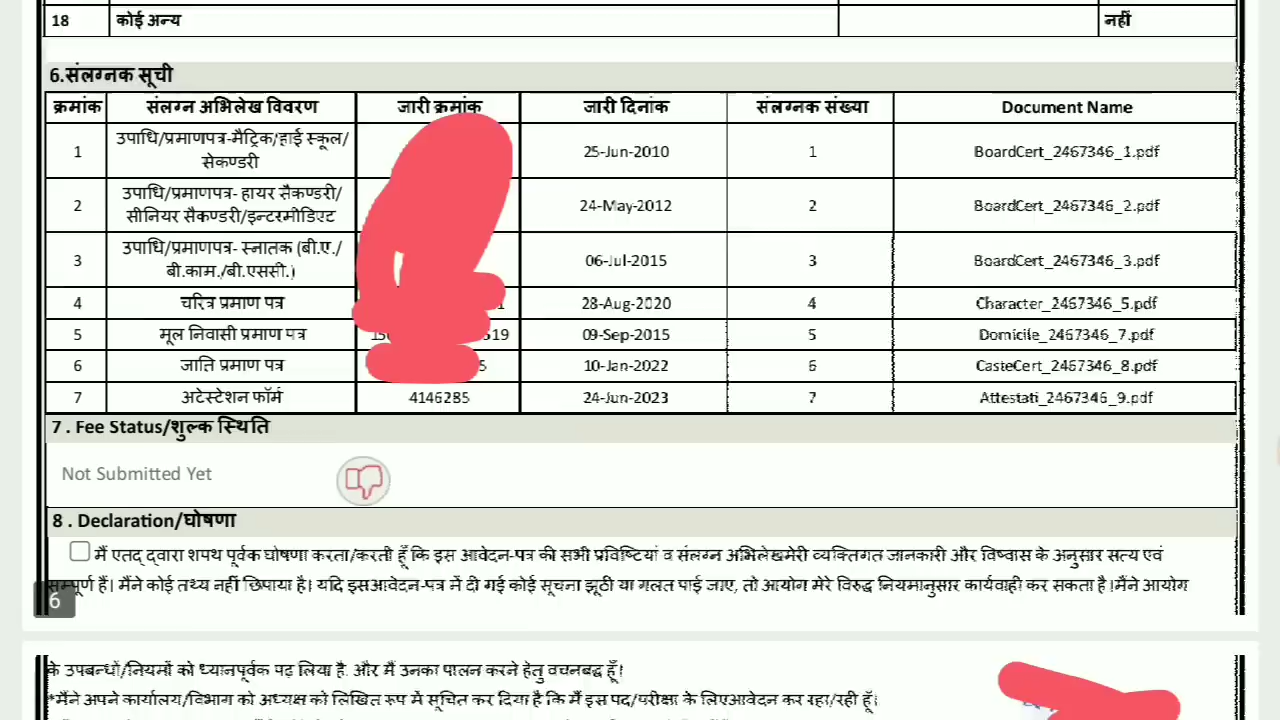 18 कोई अन्य नहीं
6.संलग्नक सूची
क्रमांक संलग्न अभिलेख विवरण जारी क्रमांक जारी दिनांक संलग्नक संख्या Document Name
1 उपाधि/प्रमाणपत्र-मैट्रिक/हाई स्कूल/ 25-Jun-2010 1 BoardCert_2467346_1.pdf
सेकण्डरी
2 उपाधि/प्रमाणपत्र- हायर सैकण्डरी/ 24-May-2012 2 BoardCert_2467346_2.pdf
सीनियर सैकण्डरी/इन्टरमीडिएट
3 उपाधि/प्रमाणपत्र- स्नातक (बी.ए./ 06-Jul-2015 3 BoardCert_2467346_3.pdf
बी.काम./बी.एससी.)
4 चरित्र प्रमाण पत्र 28-Aug-2020 4 Character_2467346_5.pdf
5 मूल निवासी प्रमाण पत्र 09-Sep-2015 5 Domicile_2467346_7.pdf
6 जाति प्रमाण पत्र 10-Jan-2022 6 CasteCert_2467346_8.pdf
7 अटेस्टेशन फॉर्म 4146285 24-Jun-2023 7 Attestati_2467346_9.pdf
7 . Fee Status/शुल्क स्थिति
Not Submitted Yet
8 . Declaration/घोषणा
मैं एतद् द्वारा शपथ पूर्वक घोषणा करता/करती हूँ कि इस आवेदन-पत्र की सभी प्रविष्टियां व संलग्न अभिलेखमेरी व्यक्तिगत जानकारी और विष्वास के अनुसार सत्य एवं
सम्पूर्ण हैं। मैंने कोई तथ्य नहीं छिपाया है। यदि इसआवेदन-पत्र में दी गई कोई सूचना झूठी या गलत पाई जाए, तो आयोग मेरे विरुद्ध नियमानुसार कार्यवाही कर सकता है।मैंने आयोग
6
के उपबन्धों/नियमों को ध्यानपूर्वक पढ़ लिया है. और मैं उनका पालन करने हेतु वचनबद्ध हूँ।
*मैंने अपने कार्यालय/विभाग को अध्यक्ष को लिखित रूप में सूचित कर दिया है कि मैं इस पद/परीक्षा के लिएआवेदन कर रहा/रही हूँ।